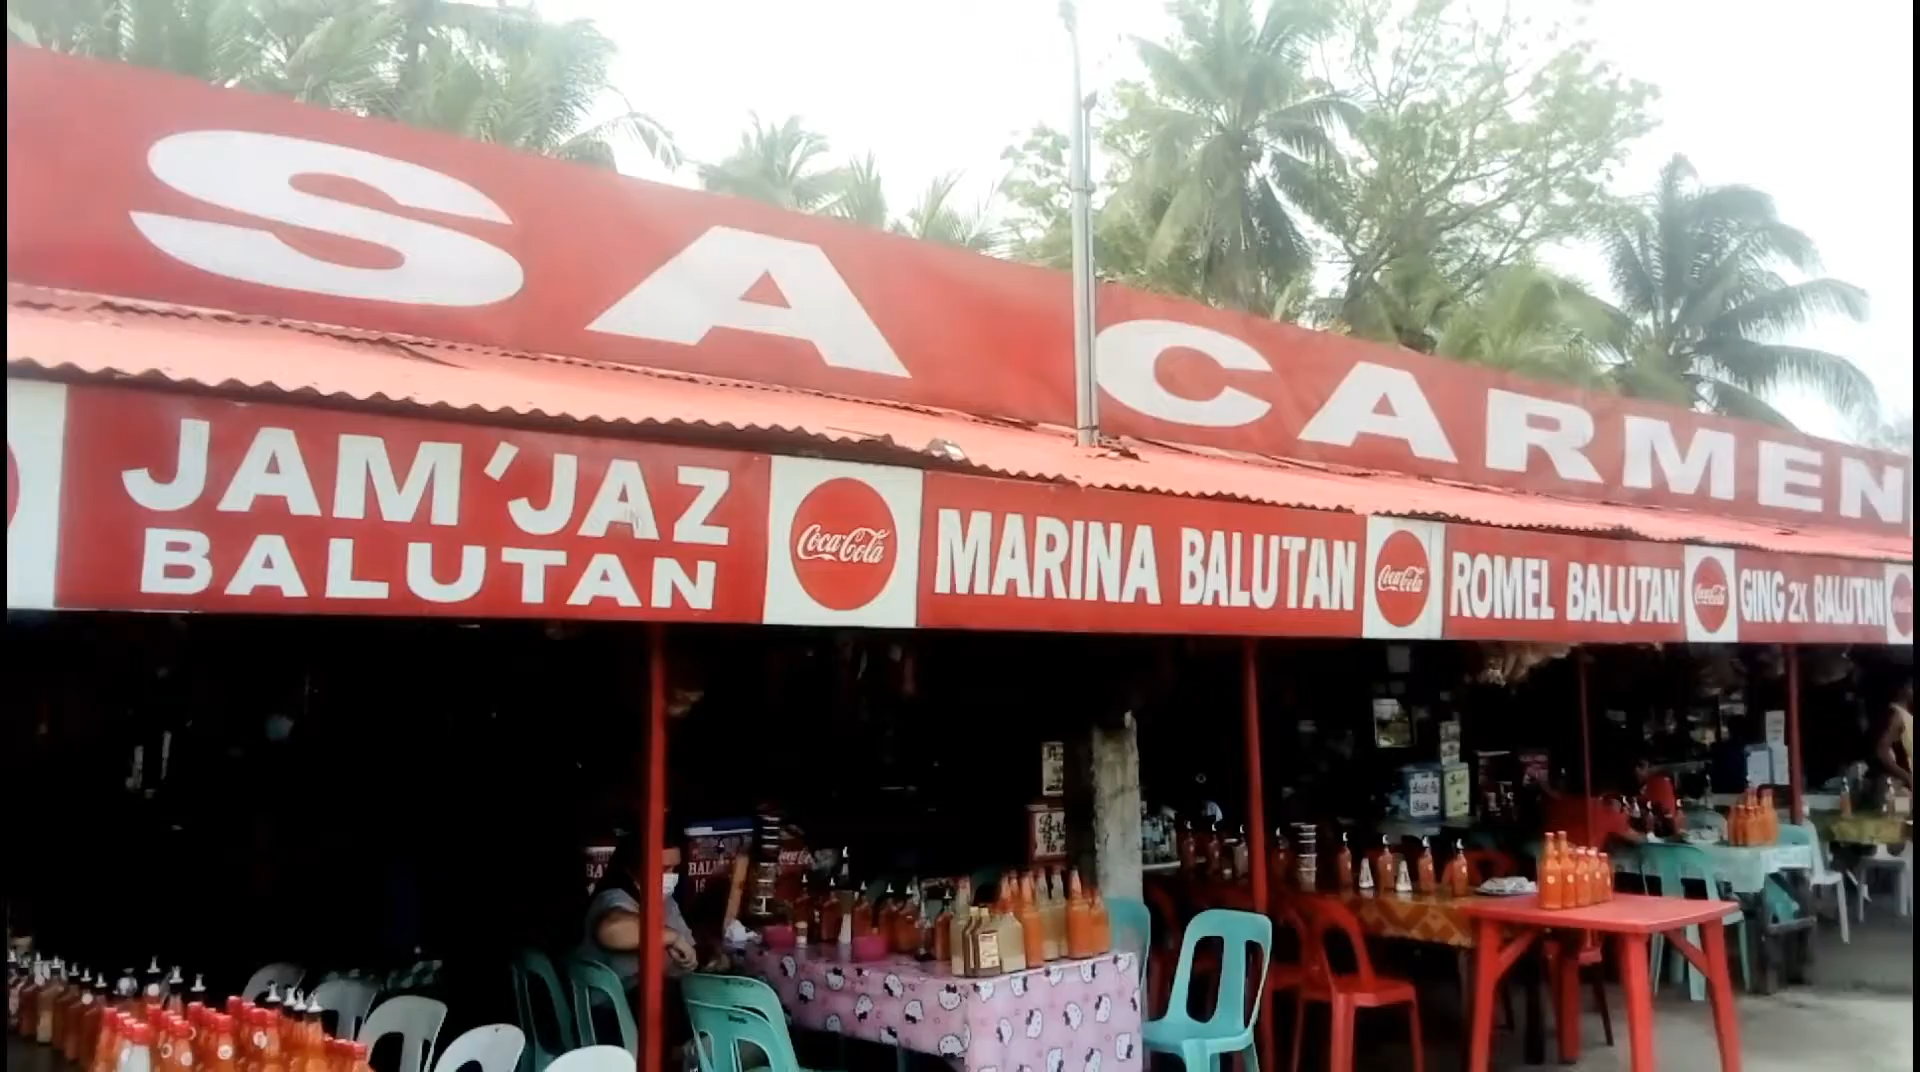 SA CARMEN
JAM'JAZ
BALUTAN
Coca-Cola
MARINA BALUTAN
Coca-Cola
ROMEL BALUTAN
Coca-Cola
GING 2X BALUTAN